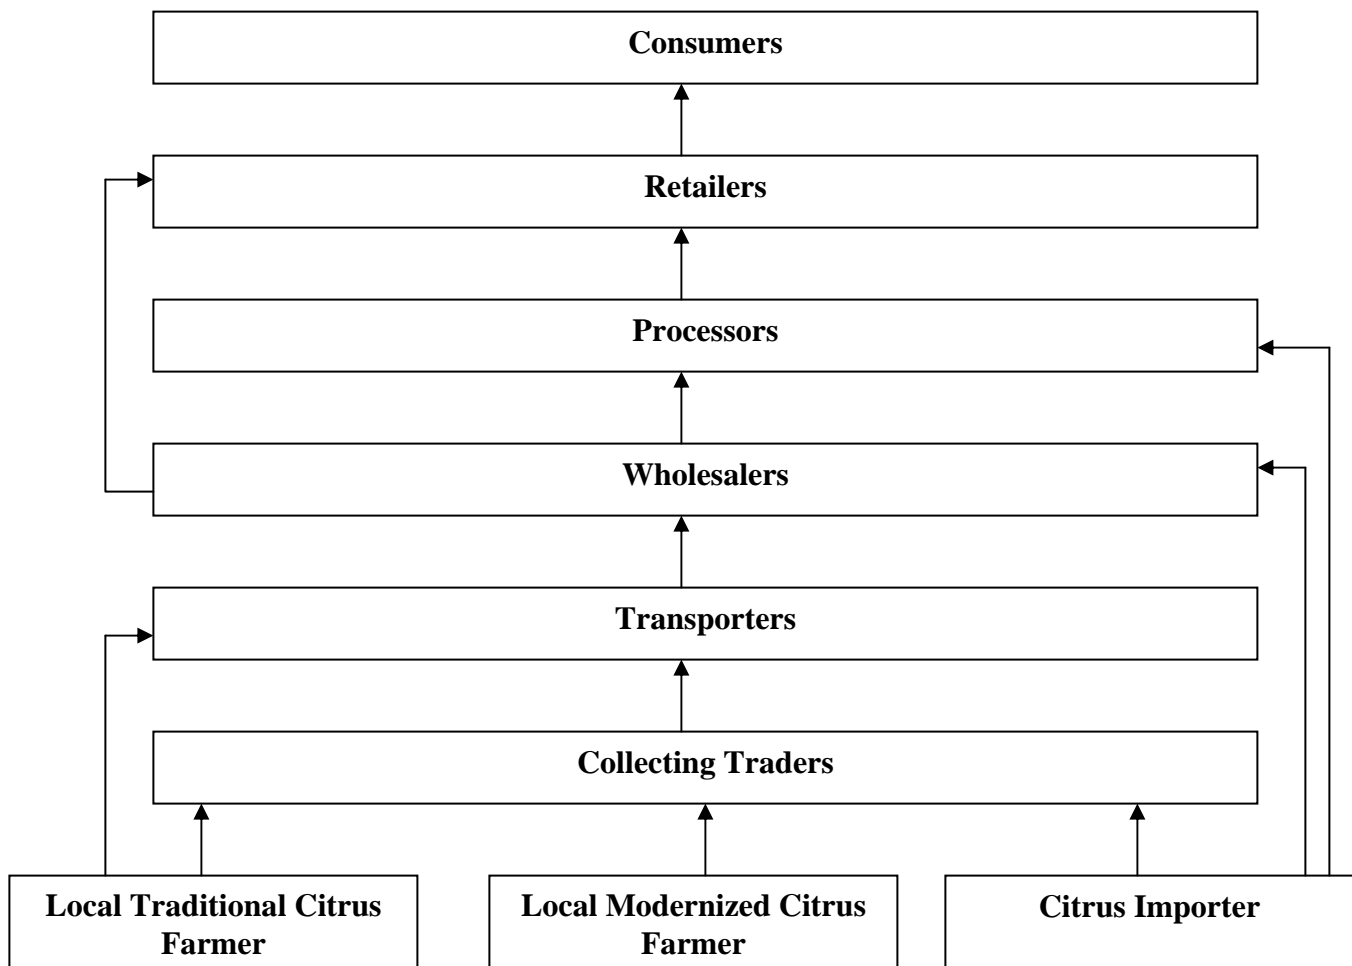 Consumers
Retailers
Processors
Wholesalers
Transporters
Collecting Traders
Local Traditional Citrus
Farmer
Local Modernized Citrus
Farmer
Citrus Importer